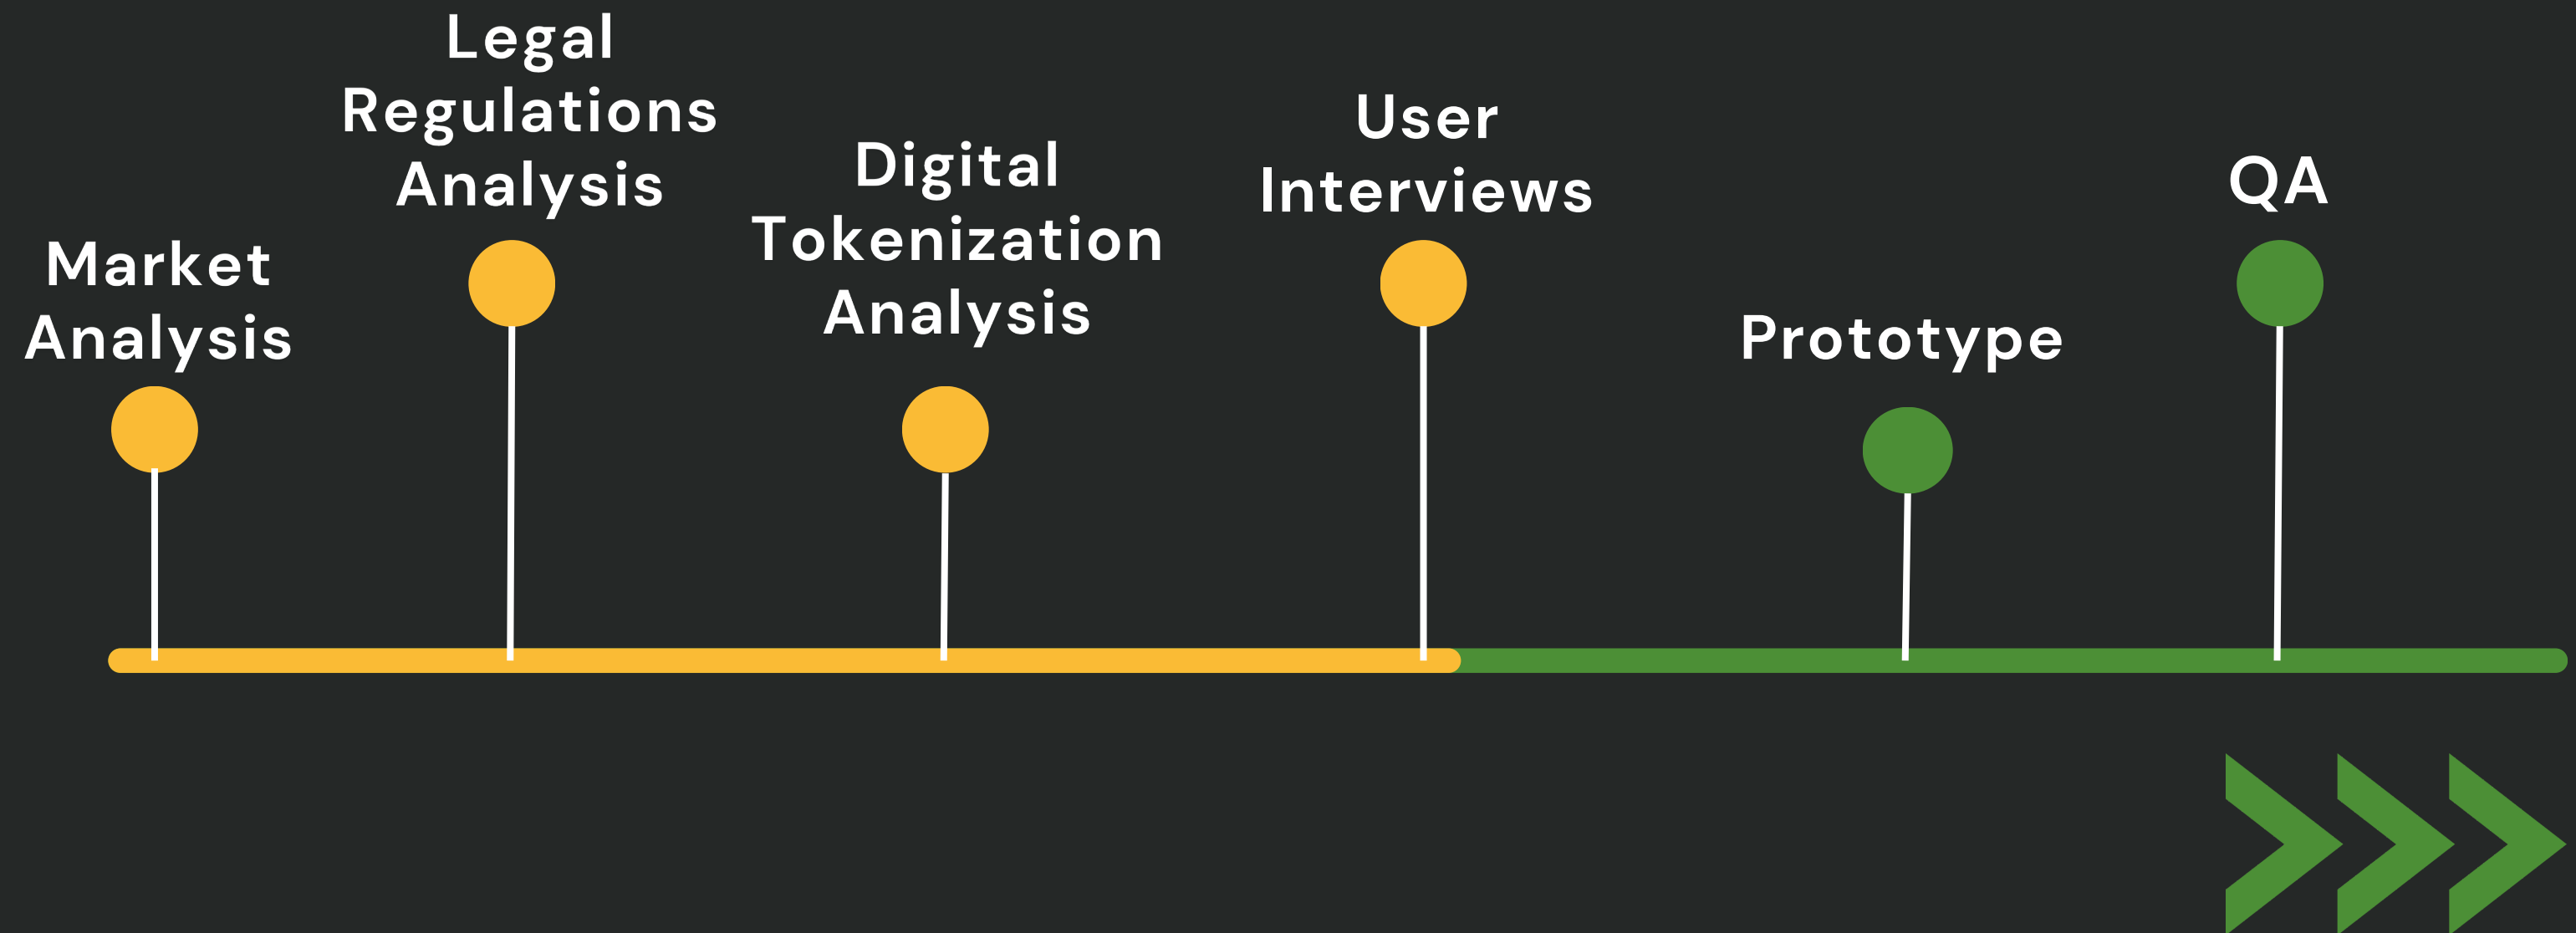 Market
Analysis
Legal
Regulations
Analysis
Digital
Tokenization
Analysis
User
Interviews
Prototype
QA